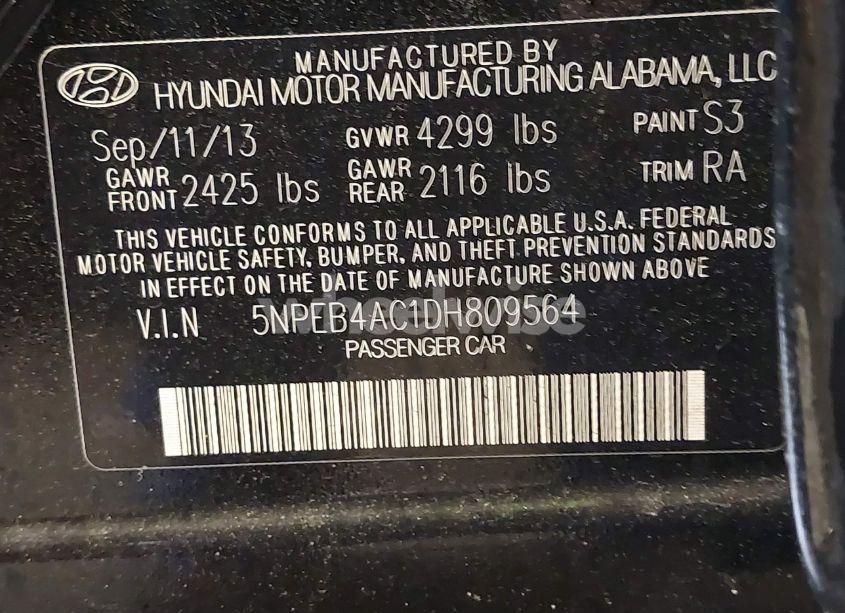 MANUFACTURED BY
HYUNDAI MOTOR MANUFACTURING ALABAMA, LLC
Sep/11/13 GVWR 4299 lbs PAINT S3
GAWR FRONT 2425 lbs GAWR REAR 2116 lbs TRIM RA
THIS VEHICLE CONFORMS TO ALL APPLICABLE U.S.A. FEDERAL
MOTOR VEHICLE SAFETY, BUMPER, AND THEFT PREVENTION STANDARDS
IN EFFECT ON THE DATE OF MANUFACTURE SHOWN ABOVE
V.I.N 5NPEB4AC1DH809564
wheelvibe
PASSENGER CAR